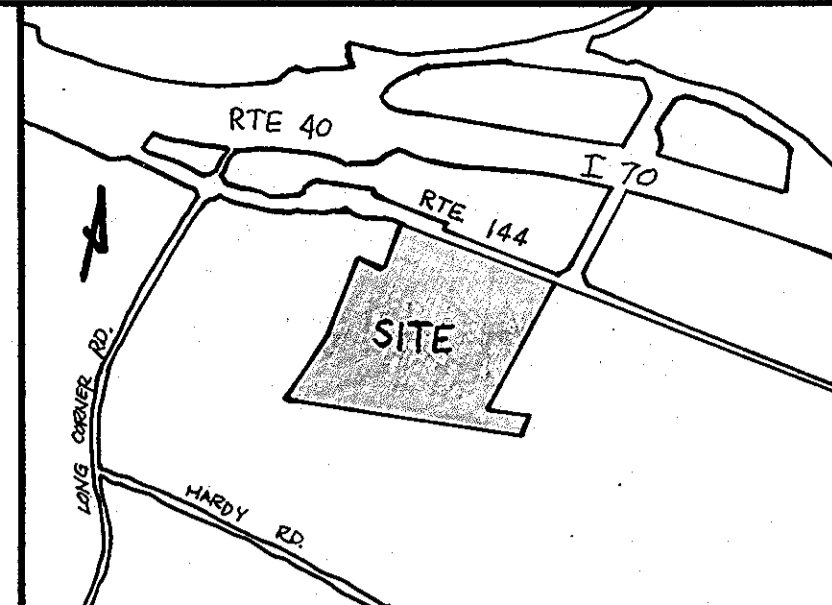 RTE 40
I 70
RTE 144
SITE
LONG CORNER RD.
HARDY RD.